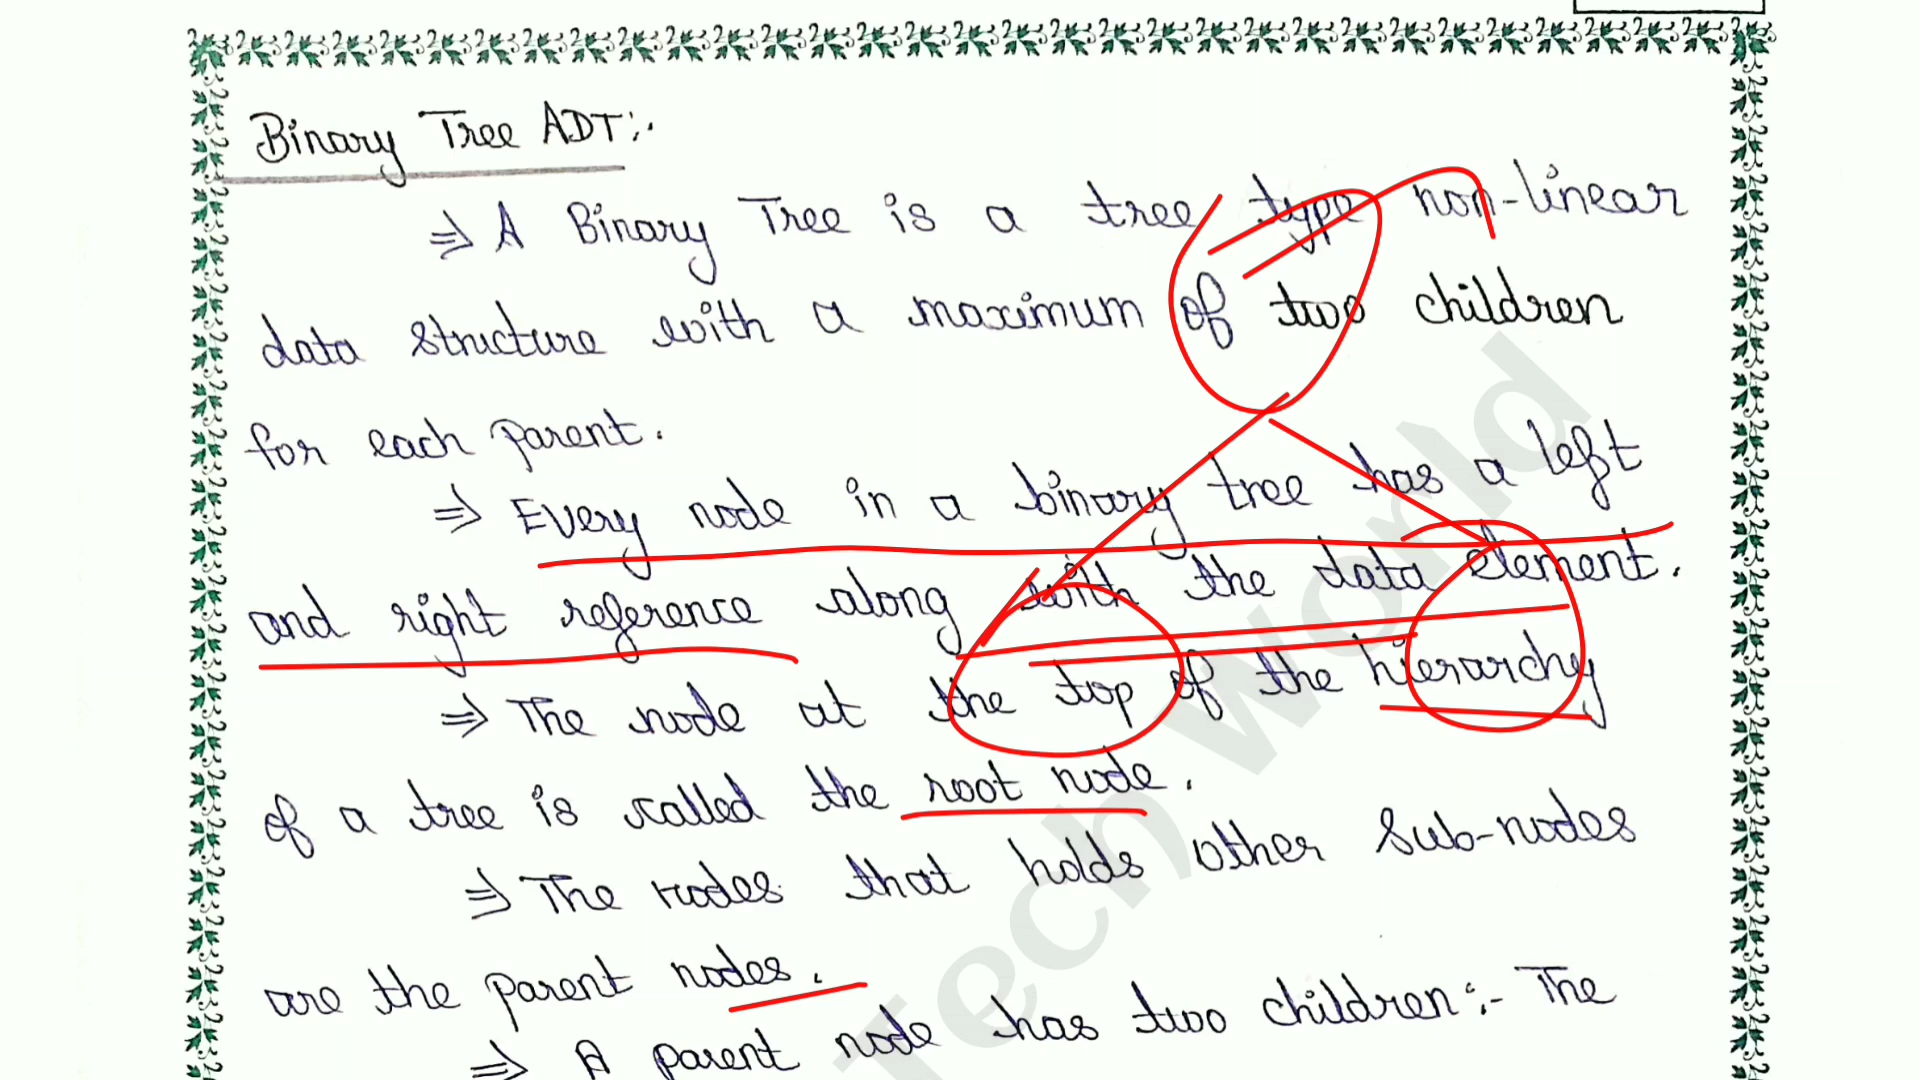 Binary Tree ADT:-
⇒ A Binary Tree is a tree type non-linear
data structure with a maximum of two children
for each parent.
⇒ Every node in a binary tree has a left
and right reference along with the data element.
⇒ The node at the top of the hierarchy
of a tree is called the root node.
⇒ The nodes that holds other sub-nodes
are the parent nodes.
⇒ A parent node has two children:- The
Tech World